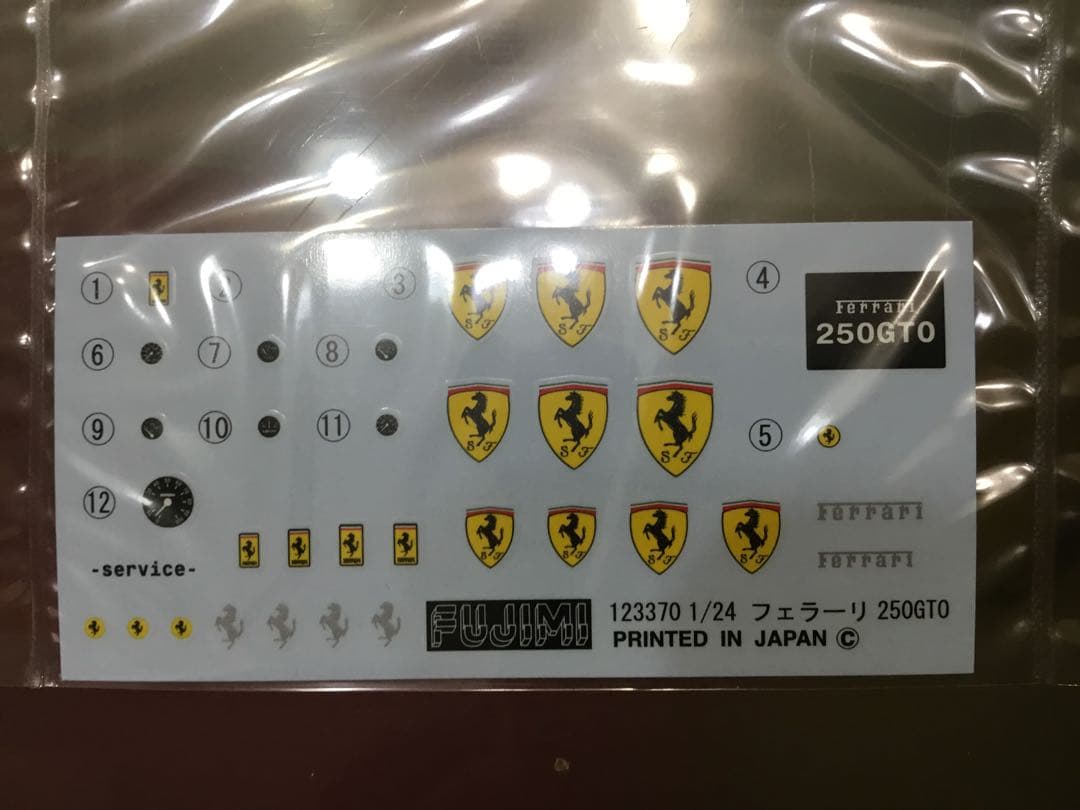 ① ② ③ ④
Ferrari
250GTO
⑥ ⑦ ⑧
S F S F S F
⑨ ⑩ ⑪ ⑤
⑫
S F S F S F S F
Ferrari
-service-
Ferrari
FUJIMI
123370 1/24 フェラーリ 250GTO
PRINTED IN JAPAN ©